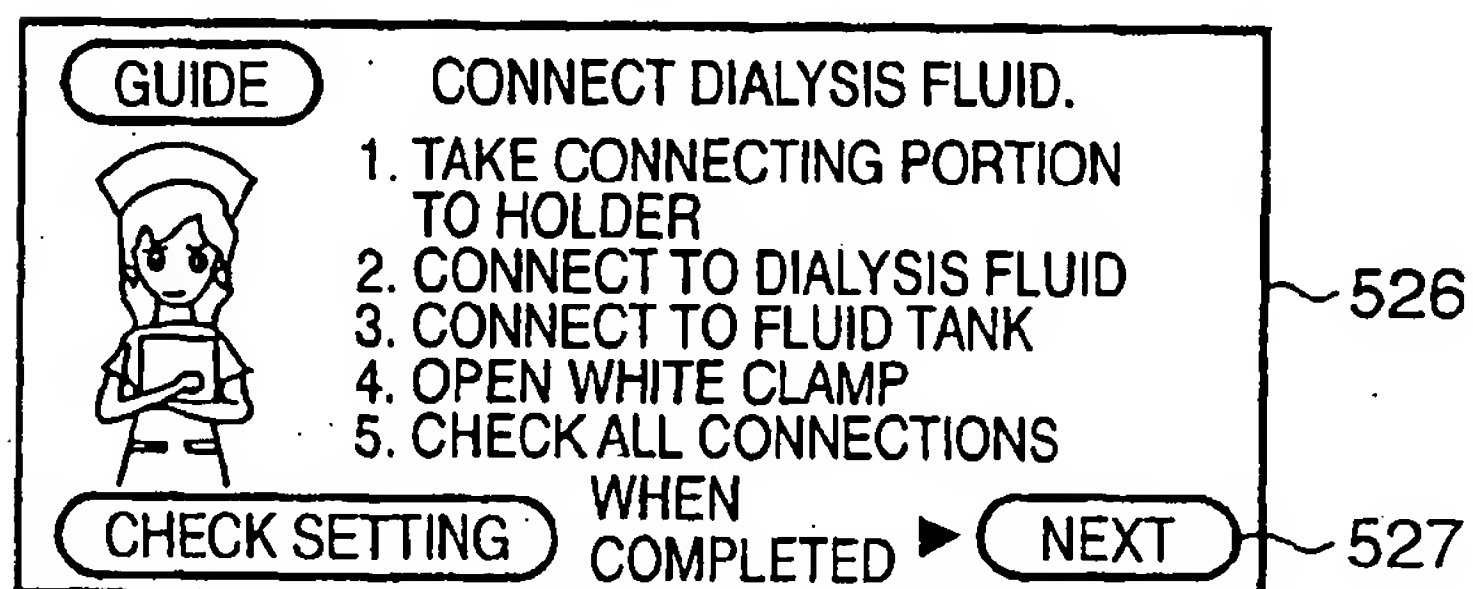 GUIDE
CONNECT DIALYSIS FLUID.
1. TAKE CONNECTING PORTION
TO HOLDER
2. CONNECT TO DIALYSIS FLUID
3. CONNECT TO FLUID TANK
4. OPEN WHITE CLAMP
5. CHECK ALL CONNECTIONS
CHECK SETTING
WHEN
COMPLETED ▶
NEXT
526
527